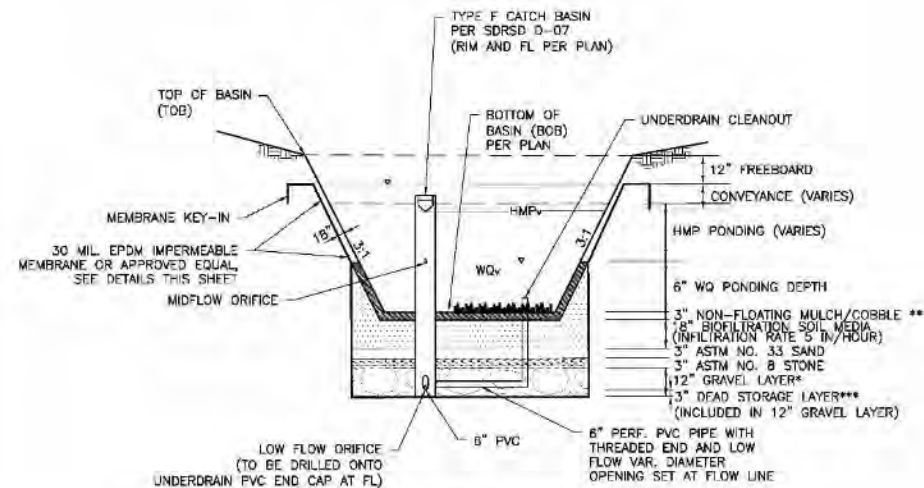 TYPE F CATCH BASIN
PER SDRSD D-07
(RIM AND FL PER PLAN)
TOP OF BASIN
(TOB)
BOTTOM OF
BASIN (BOB)
PER PLAN
UNDERDRAIN CLEANOUT
12" FREEBOARD
CONVEYANCE (VARIES)
MEMBRANE KEY-IN
HMPv
HMP PONDING (VARIES)
18"
3:1
3:1
30 MIL. EPDM IMPERMEABLE
MEMBRANE OR APPROVED EQUAL,
SEE DETAILS THIS SHEET
WQv
MIDFLOW ORIFICE
6" WQ PONDING DEPTH
3" NON-FLOATING MULCH/COBBLE **
18" BIOFILTRATION SOIL MEDIA
(INFILTRATION RATE 5 IN/HOUR)
3" ASTM NO. 33 SAND
3" ASTM NO. 8 STONE
12" GRAVEL LAYER*
3" DEAD STORAGE LAYER***
(INCLUDED IN 12" GRAVEL LAYER)
LOW FLOW ORIFICE
(TO BE DRILLED ONTO
UNDERDRAIN PVC END CAP AT FL)
6" PVC
6" PERF. PVC PIPE WITH
THREADED END AND LOW
FLOW VAR. DIAMETER
OPENING SET AT FLOW LINE